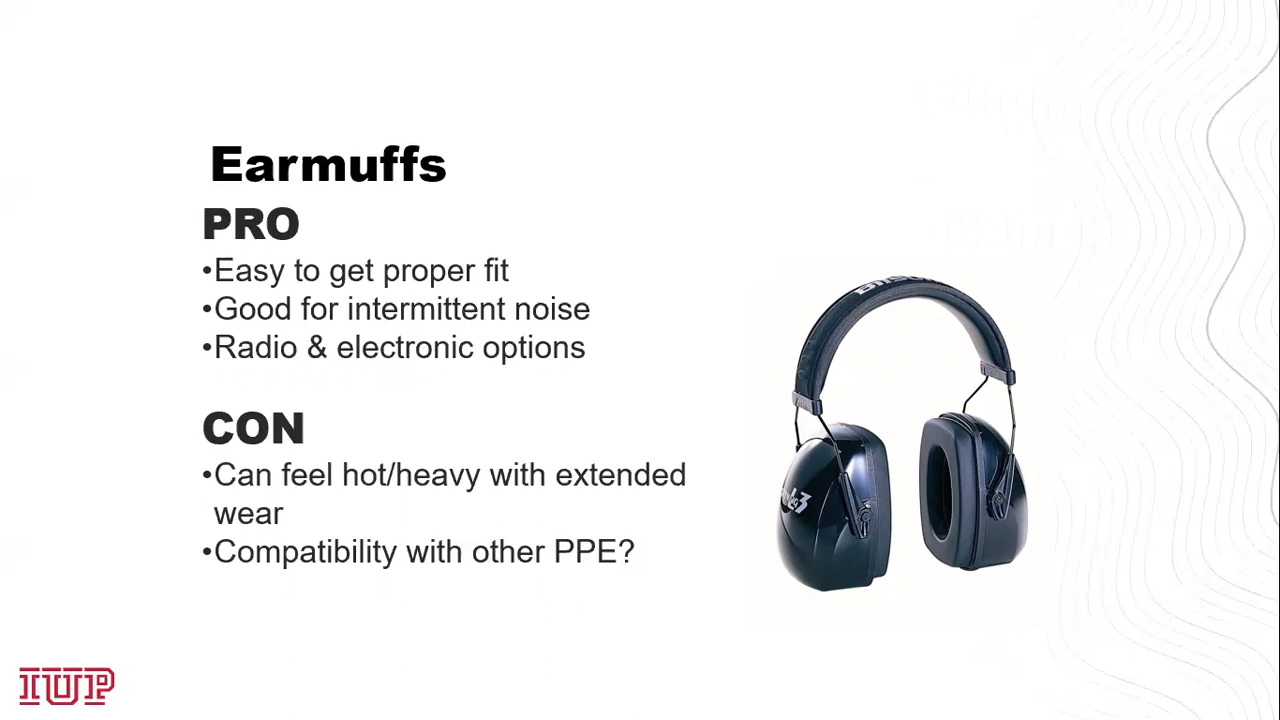 Earmuffs
PRO
•Easy to get proper fit
•Good for intermittent noise
•Radio & electronic options
CON
•Can feel hot/heavy with extended
wear
•Compatibility with other PPE?
IUP